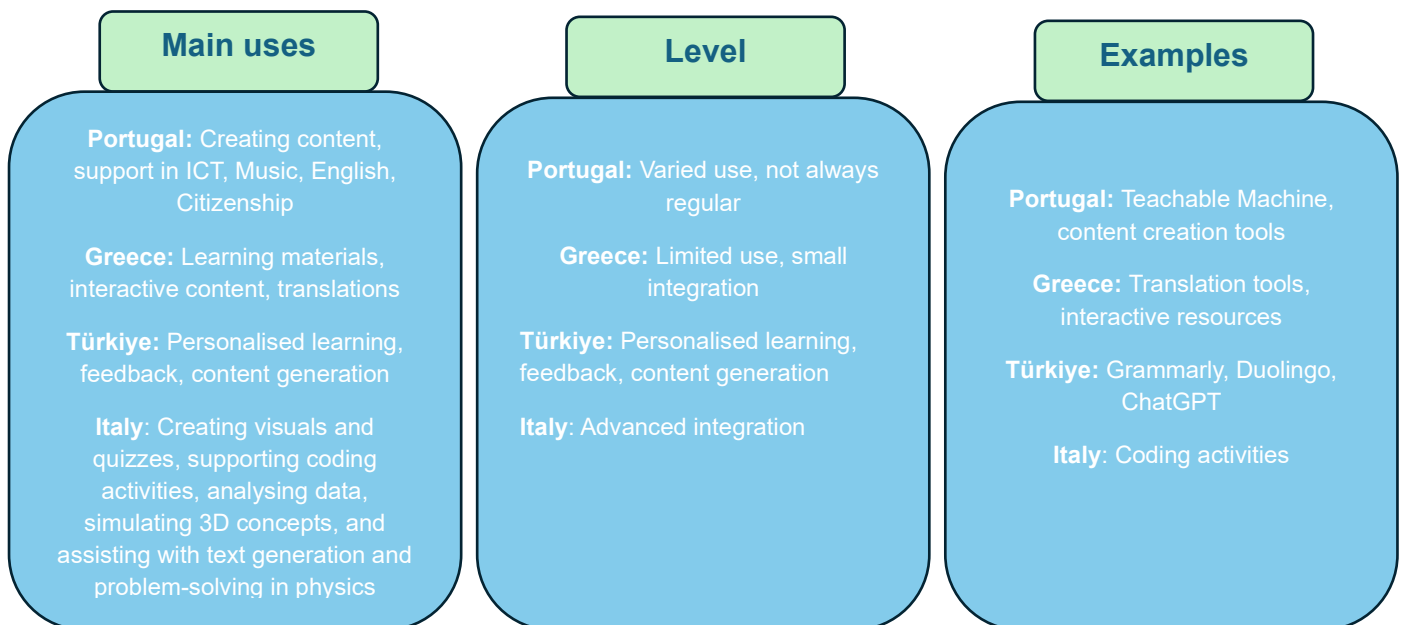 Main uses
Portugal: Creating content,
support in ICT, Music, English,
Citizenship
Greece: Learning materials,
interactive content, translations
Türkiye: Personalised learning,
feedback, content generation
Italy: Creating visuals and
quizzes, supporting coding
activities, analysing data,
simulating 3D concepts, and
assisting with text generation and
problem-solving in physics
Level
Portugal: Varied use, not always
regular
Greece: Limited use, small
integration
Türkiye: Personalised learning,
feedback, content generation
Italy: Advanced integration
Examples
Portugal: Teachable Machine,
content creation tools
Greece: Translation tools,
interactive resources
Türkiye: Grammarly, Duolingo,
ChatGPT
Italy: Coding activities